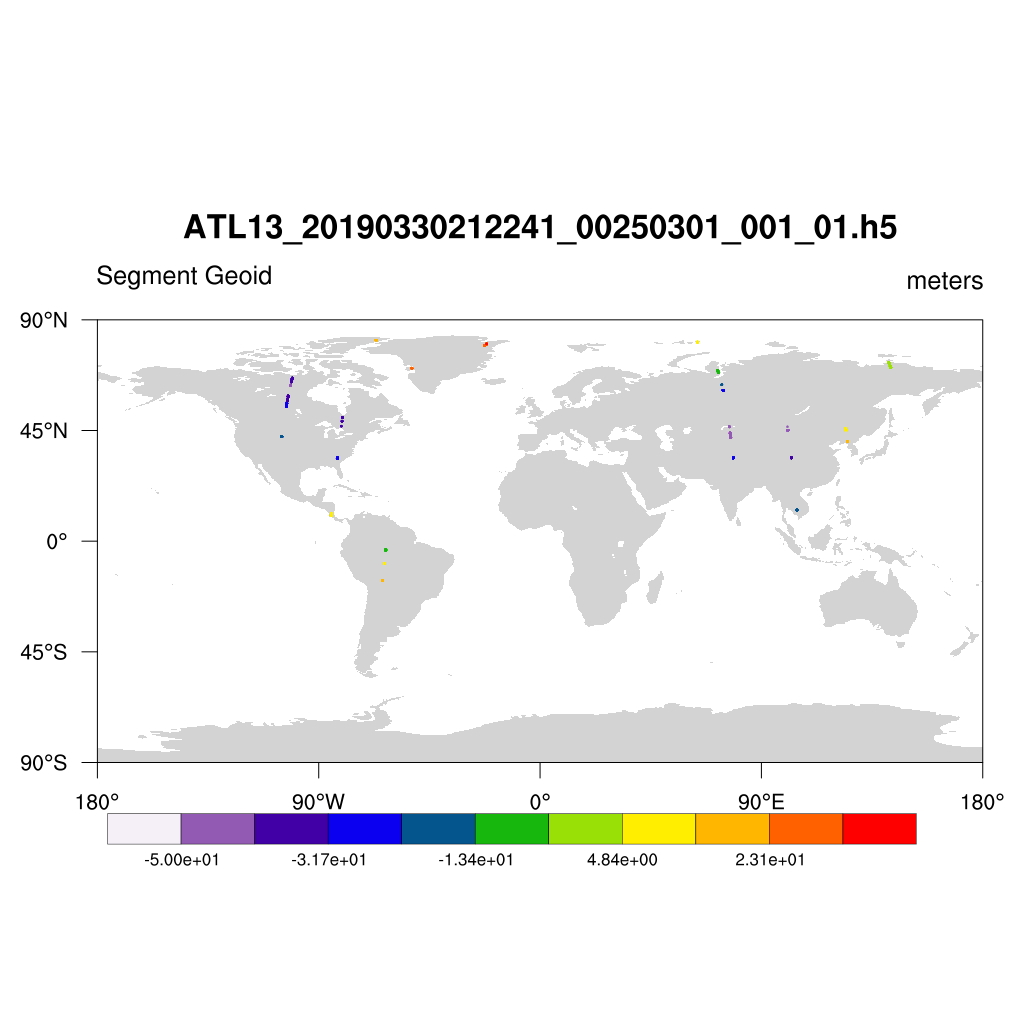 ATL13_20190330212241_00250301_001_01.h5
Segment Geoid
meters
90°N
45°N
0°
45°S
90°S
180° 90°W 0° 90°E 180°
-5.00e+01 -3.17e+01 -1.34e+01 4.84e+00 2.31e+01